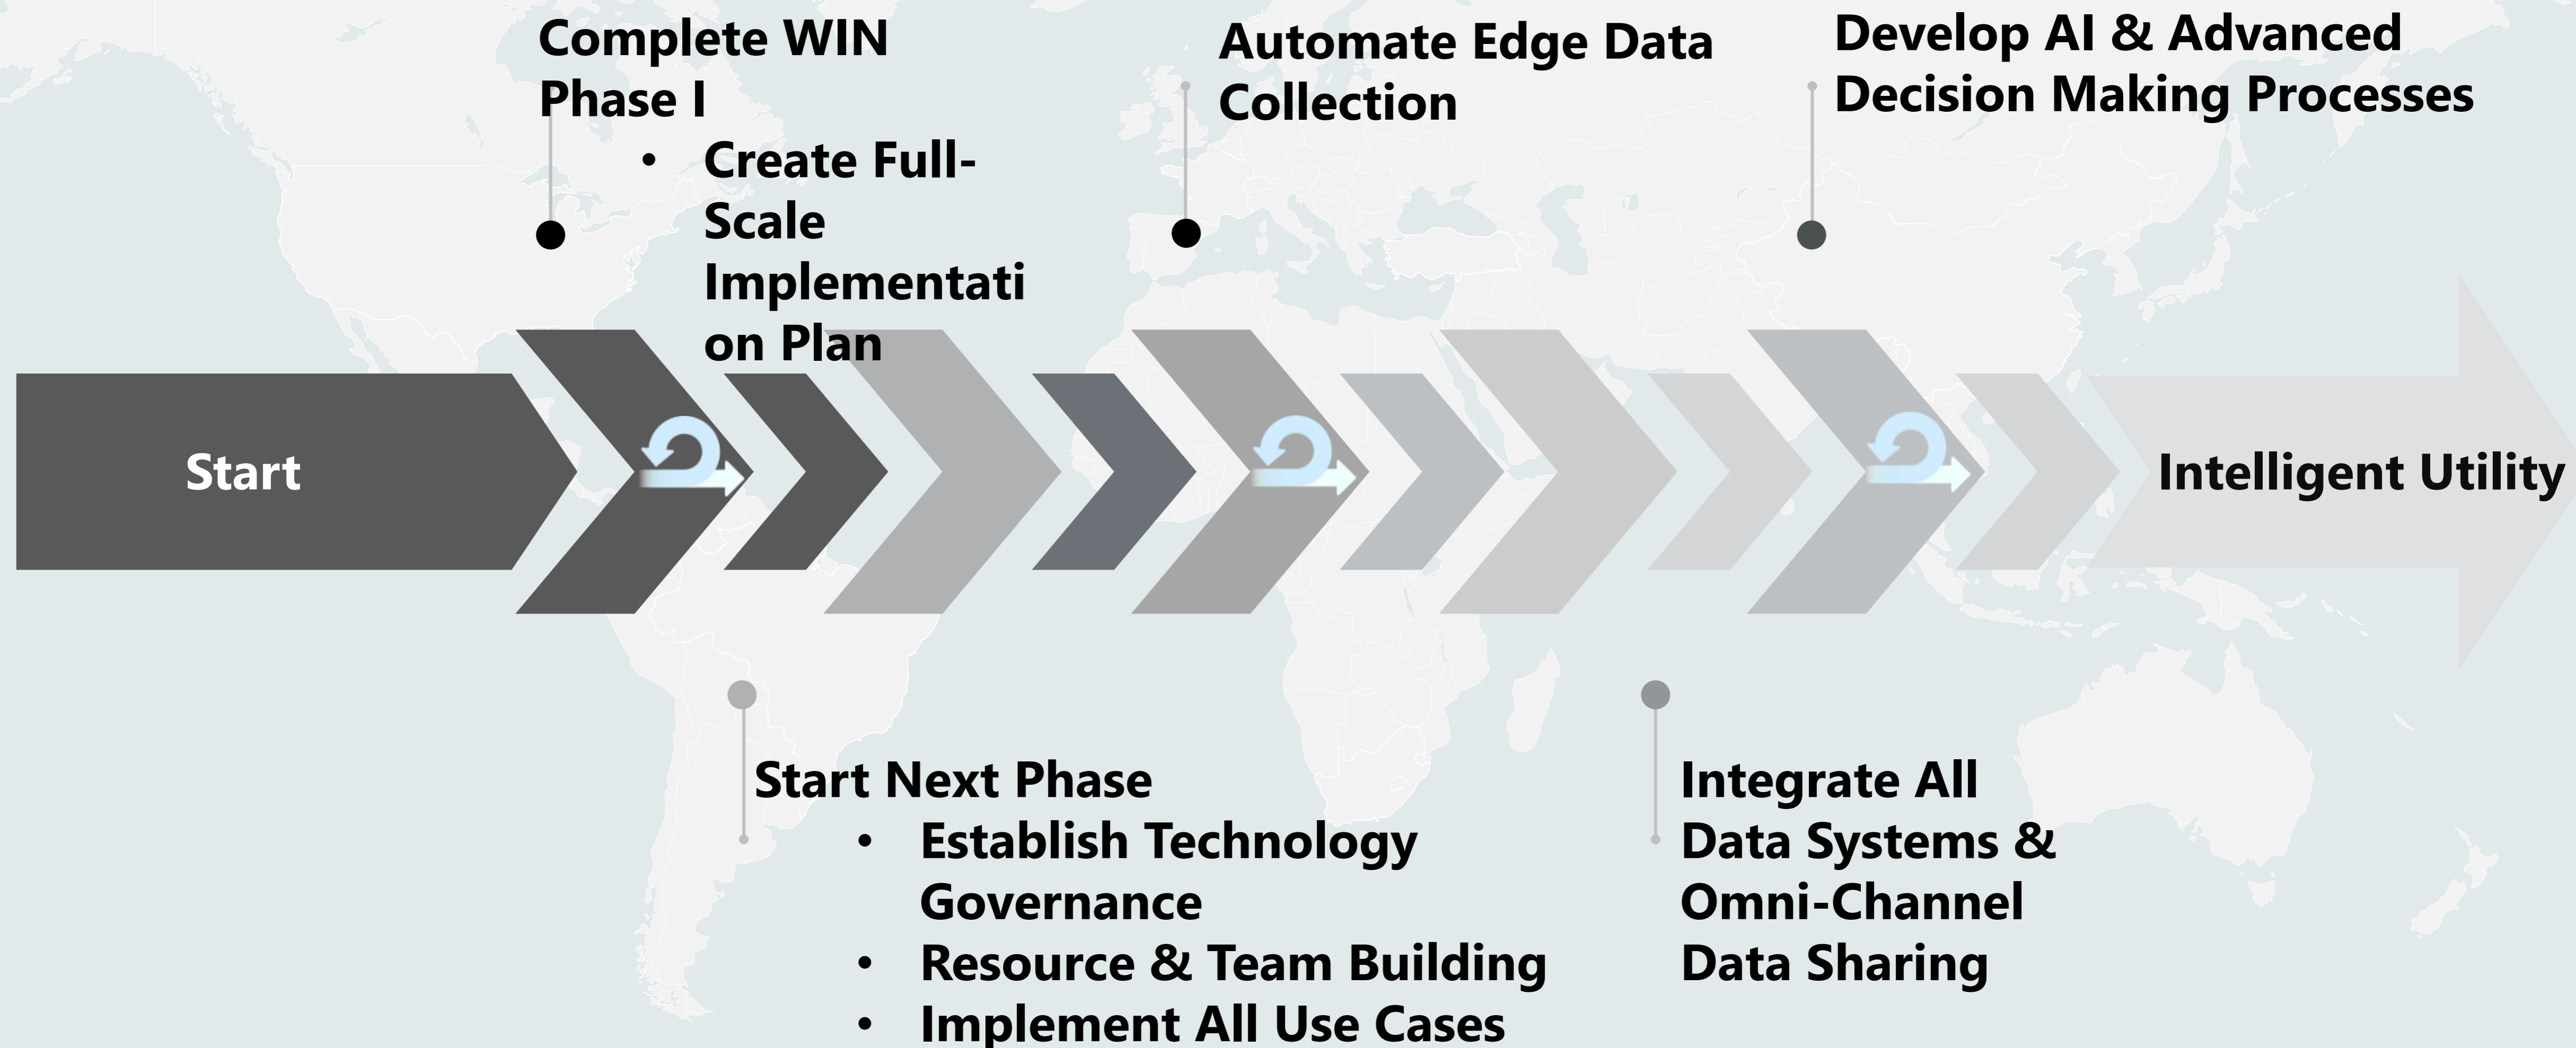 Complete WIN
Phase I
• Create Full-
Scale
Implementati
on Plan
Automate Edge Data
Collection
Develop AI & Advanced
Decision Making Processes
Start
Intelligent Utility
Start Next Phase
• Establish Technology
Governance
• Resource & Team Building
• Implement All Use Cases
Integrate All
Data Systems &
Omni-Channel
Data Sharing